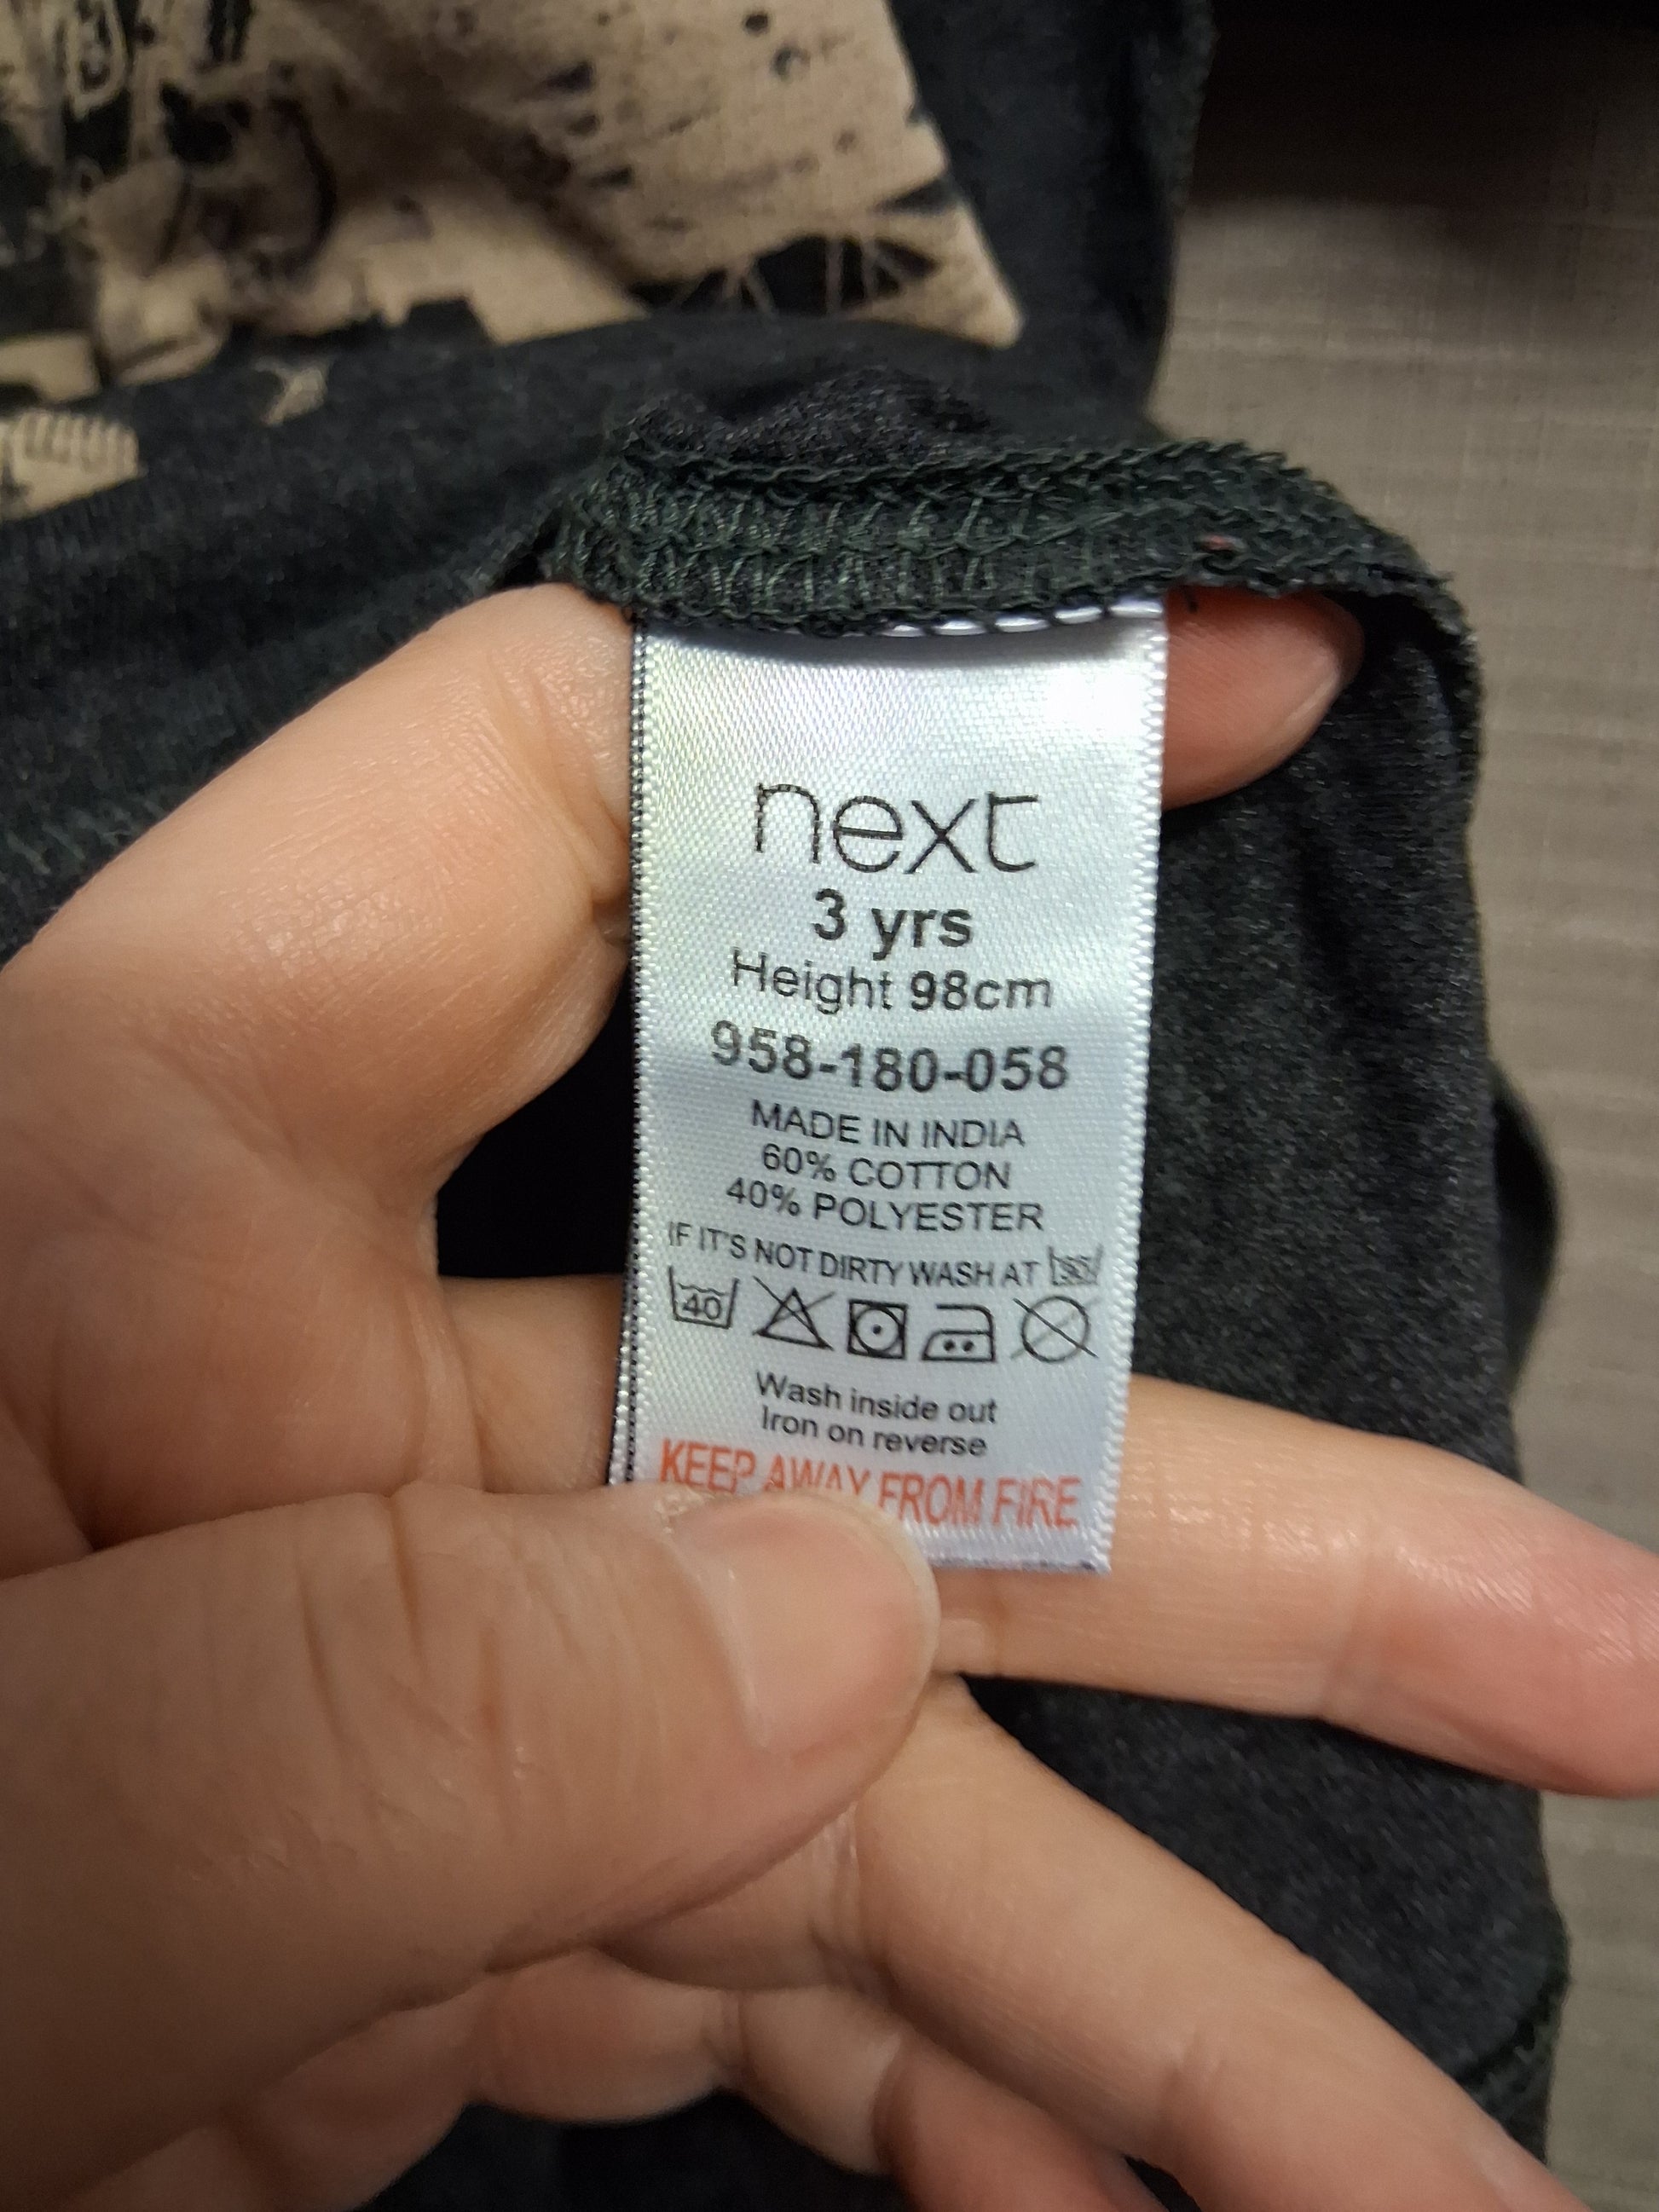 next
3 yrs
Height 98cm
958-180-058
MADE IN INDIA
60% COTTON
40% POLYESTER
IF IT'S NOT DIRTY WASH AT 30
40
Wash inside out
Iron on reverse
KEEP AWAY FROM FIRE